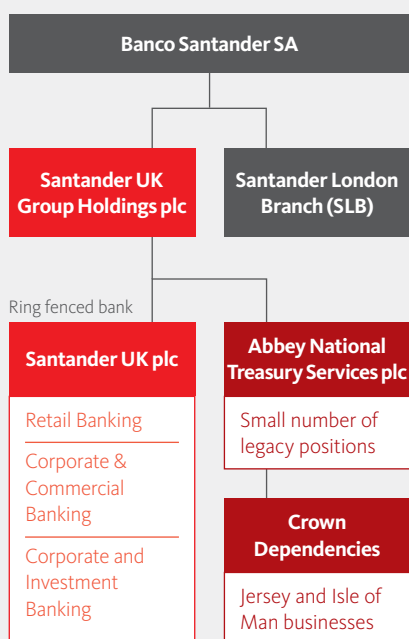 Banco Santander SA
Santander UK
Group Holdings plc
Santander London
Branch (SLB)
Ring fenced bank
Santander UK plc
Retail Banking
Corporate &
Commercial
Banking
Corporate and
Investment
Banking
Abbey National
Treasury Services plc
Small number of
legacy positions
Crown
Dependencies
Jersey and Isle of
Man businesses